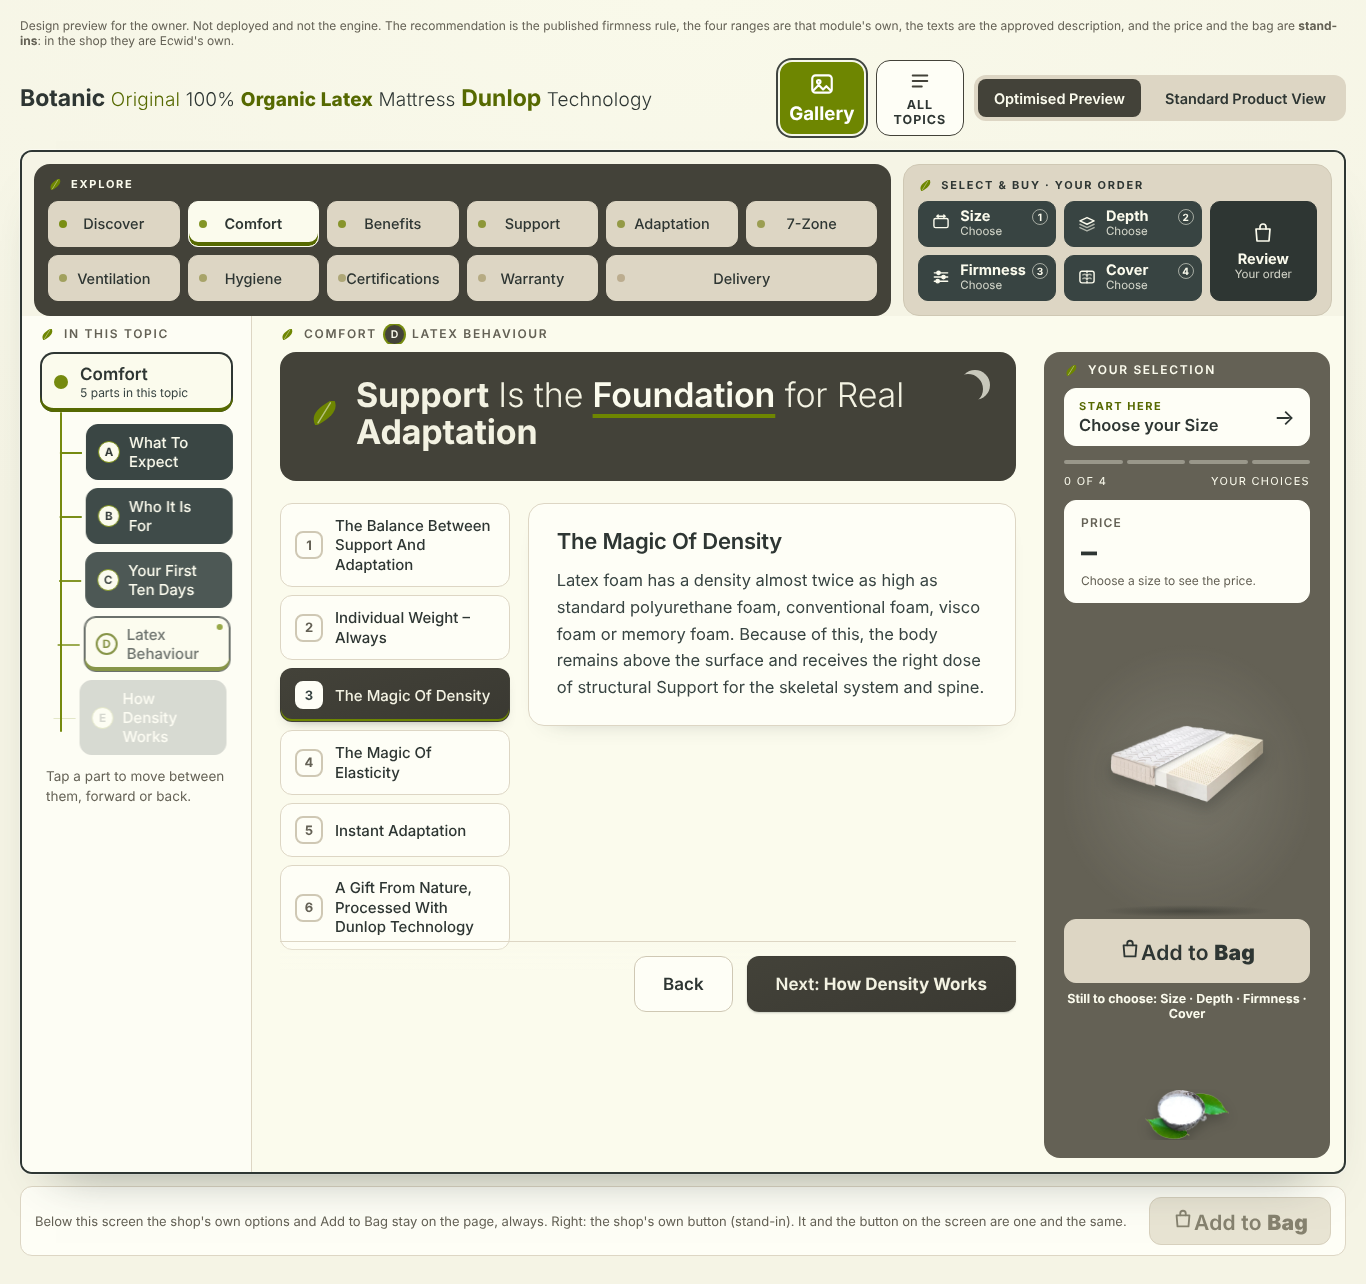 Design preview for the owner. Not deployed and not the engine. The recommendation is the published firmness rule, the four ranges are that module's own, the texts are the approved description, and the price and the bag are stand-
ins: in the shop they are Ecwid's own.
Botanic Original 100% Organic Latex Mattress Dunlop Technology
Gallery
ALL
TOPICS
Optimised Preview
Standard Product View
EXPLORE
Discover
Comfort
Benefits
Support
Adaptation
7-Zone
Ventilation
Hygiene
Certifications
Warranty
Delivery
SELECT & BUY · YOUR ORDER
Size
1
Choose
Depth
2
Choose
Firmness
3
Choose
Cover
4
Choose
Review
Your order
IN THIS TOPIC
Comfort
5 parts in this topic
A
What To
Expect
B
Who It Is
For
C
Your First
Ten Days
D
Latex
Behaviour
E
How
Density
Works
Tap a part to move between
them, forward or back.
COMFORT D LATEX BEHAVIOUR
Support Is the Foundation for Real
Adaptation
1
The Balance Between
Support And
Adaptation
2
Individual Weight –
Always
3
The Magic Of Density
4
The Magic Of
Elasticity
5
Instant Adaptation
6
A Gift From Nature,
Processed With
Dunlop Technology
The Magic Of Density
Latex foam has a density almost twice as high as
standard polyurethane foam, conventional foam, visco
foam or memory foam. Because of this, the body
remains above the surface and receives the right dose
of structural Support for the skeletal system and spine.
Back
Next: How Density Works
YOUR SELECTION
START HERE
Choose your Size
0 OF 4
YOUR CHOICES
PRICE
–
Choose a size to see the price.
Add to Bag
Still to choose: Size · Depth · Firmness ·
Cover
Below this screen the shop's own options and Add to Bag stay on the page, always. Right: the shop's own button (stand-in). It and the button on the screen are one and the same.
Add to Bag